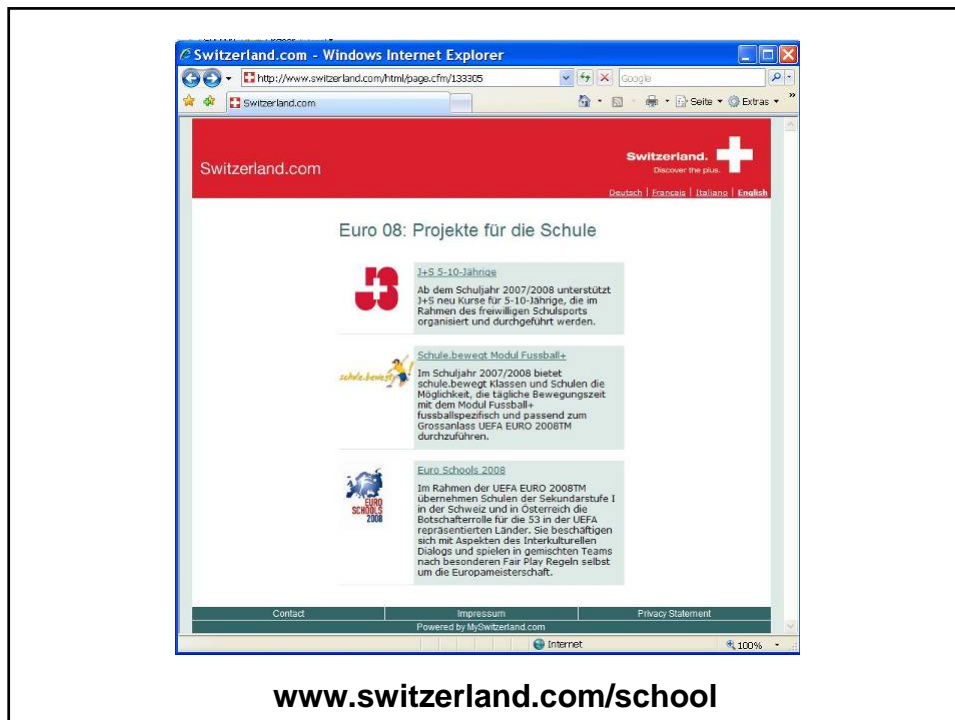 Switzerland.com - Windows Internet Explorer
http://www.switzerland.com/html/page.cfm/133305
Google
Switzerland.com
Seite
Extras
Switzerland.com
Switzerland.
Discover the plus.
Deutsch | Français | Italiano | English
Euro 08: Projekte für die Schule
J+S 5-10-Jährige
Ab dem Schuljahr 2007/2008 unterstützt
J+S neu Kurse für 5-10-Jährige, die im
Rahmen des freiwilligen Schulsports
organisiert und durchgeführt werden.
schule.bewegt
Schule.bewegt Modul Fussball+
Im Schuljahr 2007/2008 bietet
schule.bewegt Klassen und Schulen die
Möglichkeit, die tägliche Bewegungszeit
mit dem Modul Fussball+
fussballspezifisch und passend zum
Grossanlass UEFA EURO 2008TM
durchzuführen.
EURO
SCHOOLS
2008
Euro Schools 2008
Im Rahmen der UEFA EURO 2008TM
übernehmen Schulen der Sekundarstufe I
in der Schweiz und in Österreich die
Botschafterrolle für die 53 in der UEFA
repräsentierten Länder. Sie beschäftigen
sich mit Aspekten des Interkulturellen
Dialogs und spielen in gemischten Teams
nach besonderen Fair Play Regeln selbst
um die Europameisterschaft.
Contact
Impressum
Privacy Statement
Powered by MySwitzerland.com
Internet
100%
www.switzerland.com/school